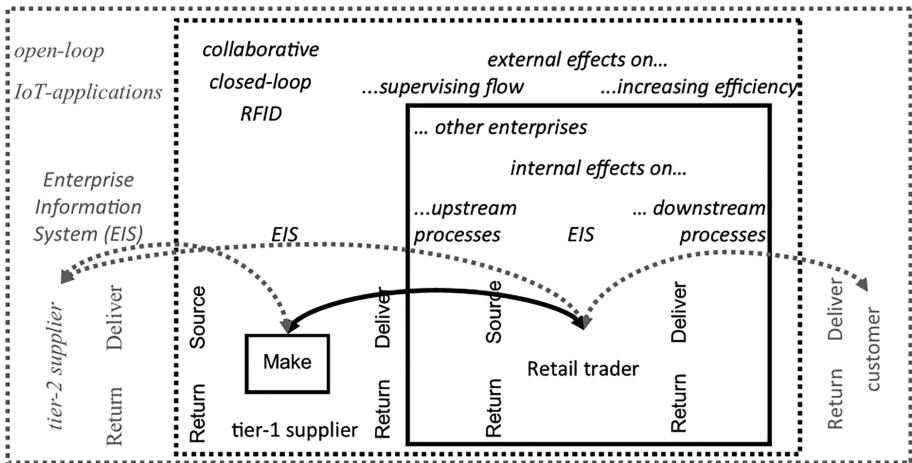 open-loop
IoT-applications
collaborative
closed-loop
RFID
external effects on...
...supervising flow
...increasing efficiency
... other enterprises
internal effects on...
Enterprise
Information
System (EIS)
EIS
...upstream
processes
EIS
... downstream
processes
tier-2 supplier
Deliver
Return
Source
Return
Make
tier-1 supplier
Deliver
Return
Source
Return
Retail trader
Deliver
Return
Deliver
Return
customer